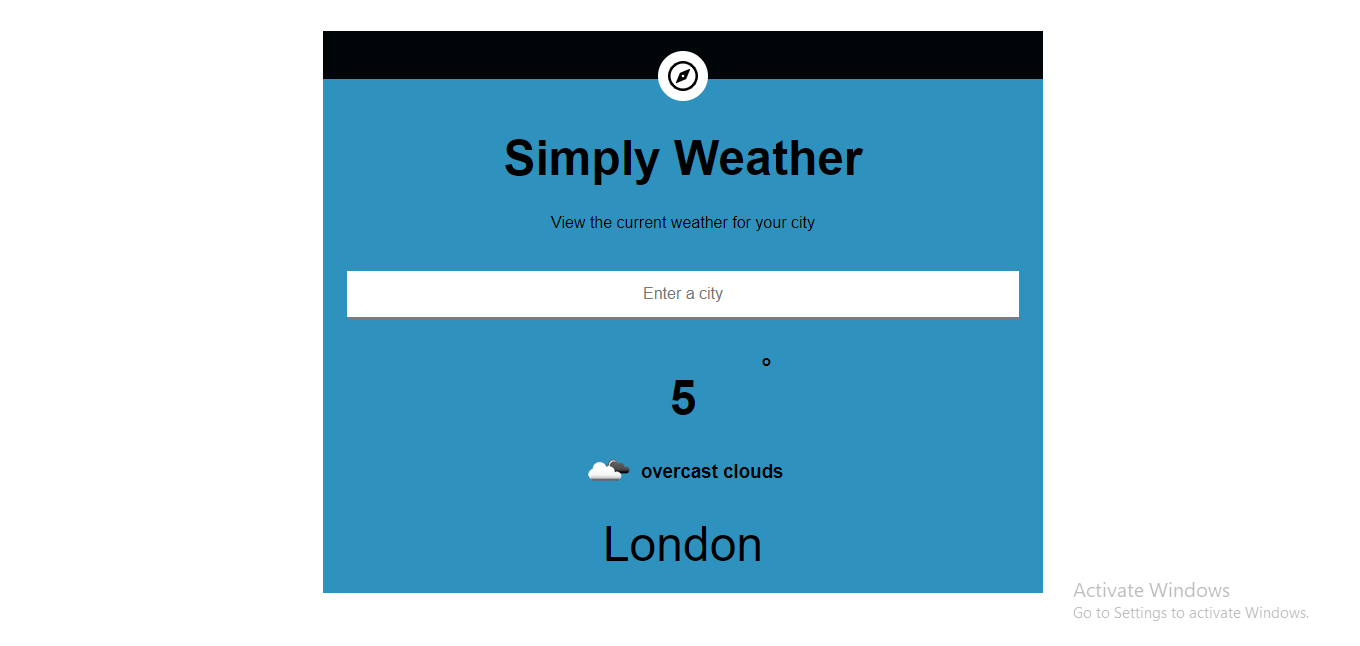 Simply Weather
View the current weather for your city
Enter a city
5 °
overcast clouds
London
Activate Windows
Go to Settings to activate Windows.